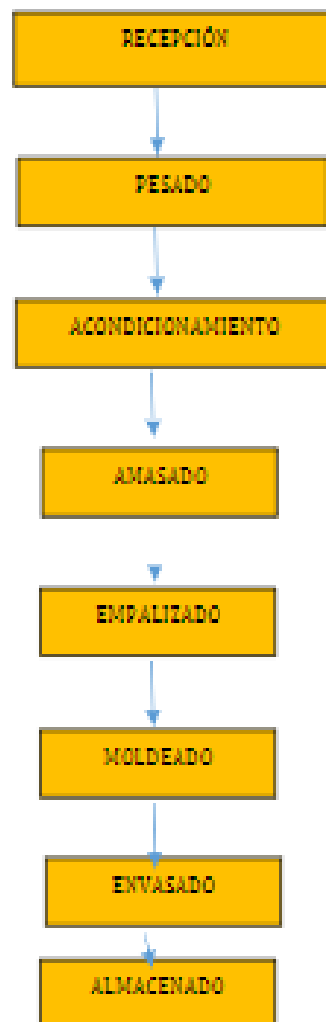 RECEPCIÓN
PESADO
ACONDICIONAMIENTO
AMASADO
EMPALIZADO
MOLDEADO
ENVASADO
ALMACENADO